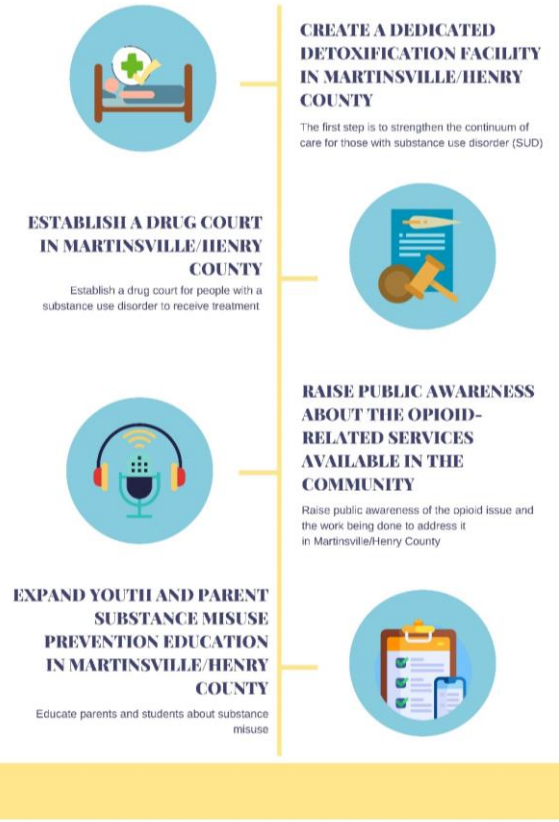 CREATE A DEDICATED
DETOXIFICATION FACILITY
IN MARTINSVILLE/HENRY
COUNTY
The first step is to strengthen the continuum of
care for those with substance use disorder (SUD)
ESTABLISH A DRUG COURT
IN MARTINSVILLE/HENRY
COUNTY
Establish a drug court for people with a
substance use disorder to receive treatment
RAISE PUBLIC AWARENESS
ABOUT THE OPIOID-
RELATED SERVICES
AVAILABLE IN THE
COMMUNITY
Raise public awareness of the opioid issue and
the work being done to address it
in Martinsville/Henry County
EXPAND YOUTH AND PARENT
SUBSTANCE MISUSE
PREVENTION EDUCATION
IN MARTINSVILLE/HENRY
COUNTY
Educate parents and students about substance
misuse